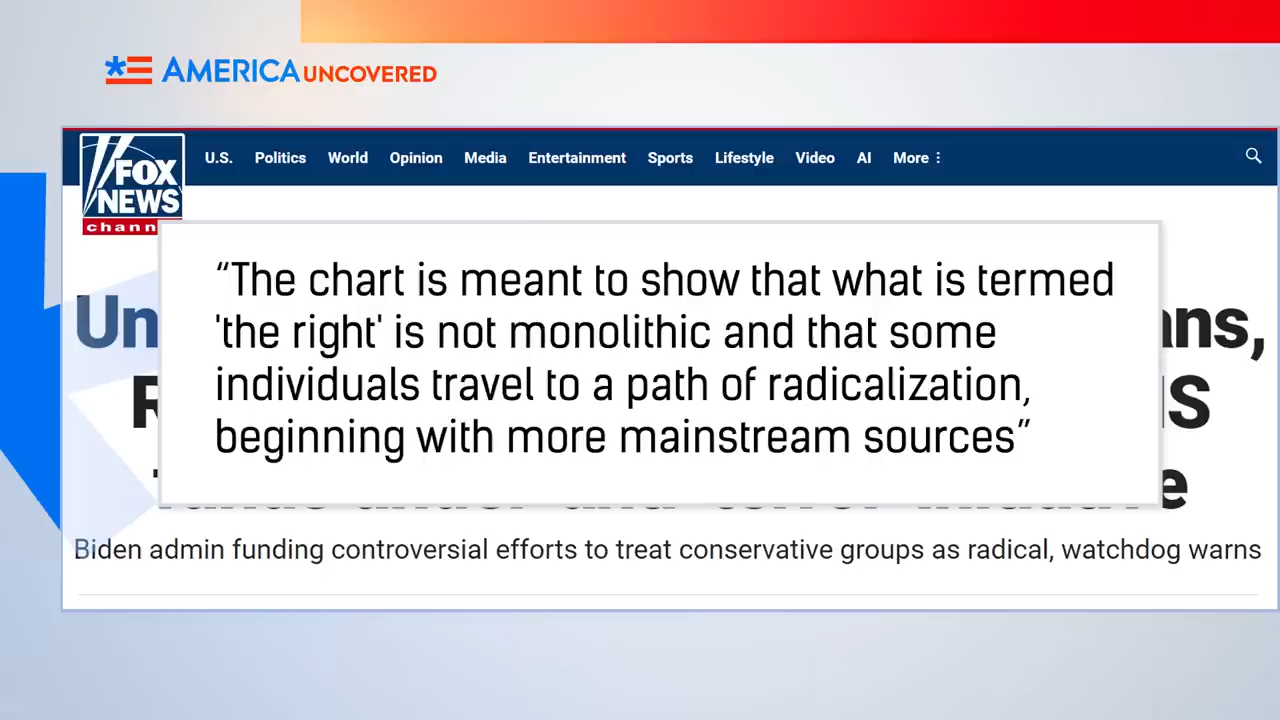 AMERICA UNCOVERED
FOX
NEWS
chann
U.S. Politics World Opinion Media Entertainment Sports Lifestyle Video AI More
“The chart is meant to show that what is termed
'the right' is not monolithic and that some
individuals travel to a path of radicalization,
beginning with more mainstream sources”
Biden admin funding controversial efforts to treat conservative groups as radical, watchdog warns